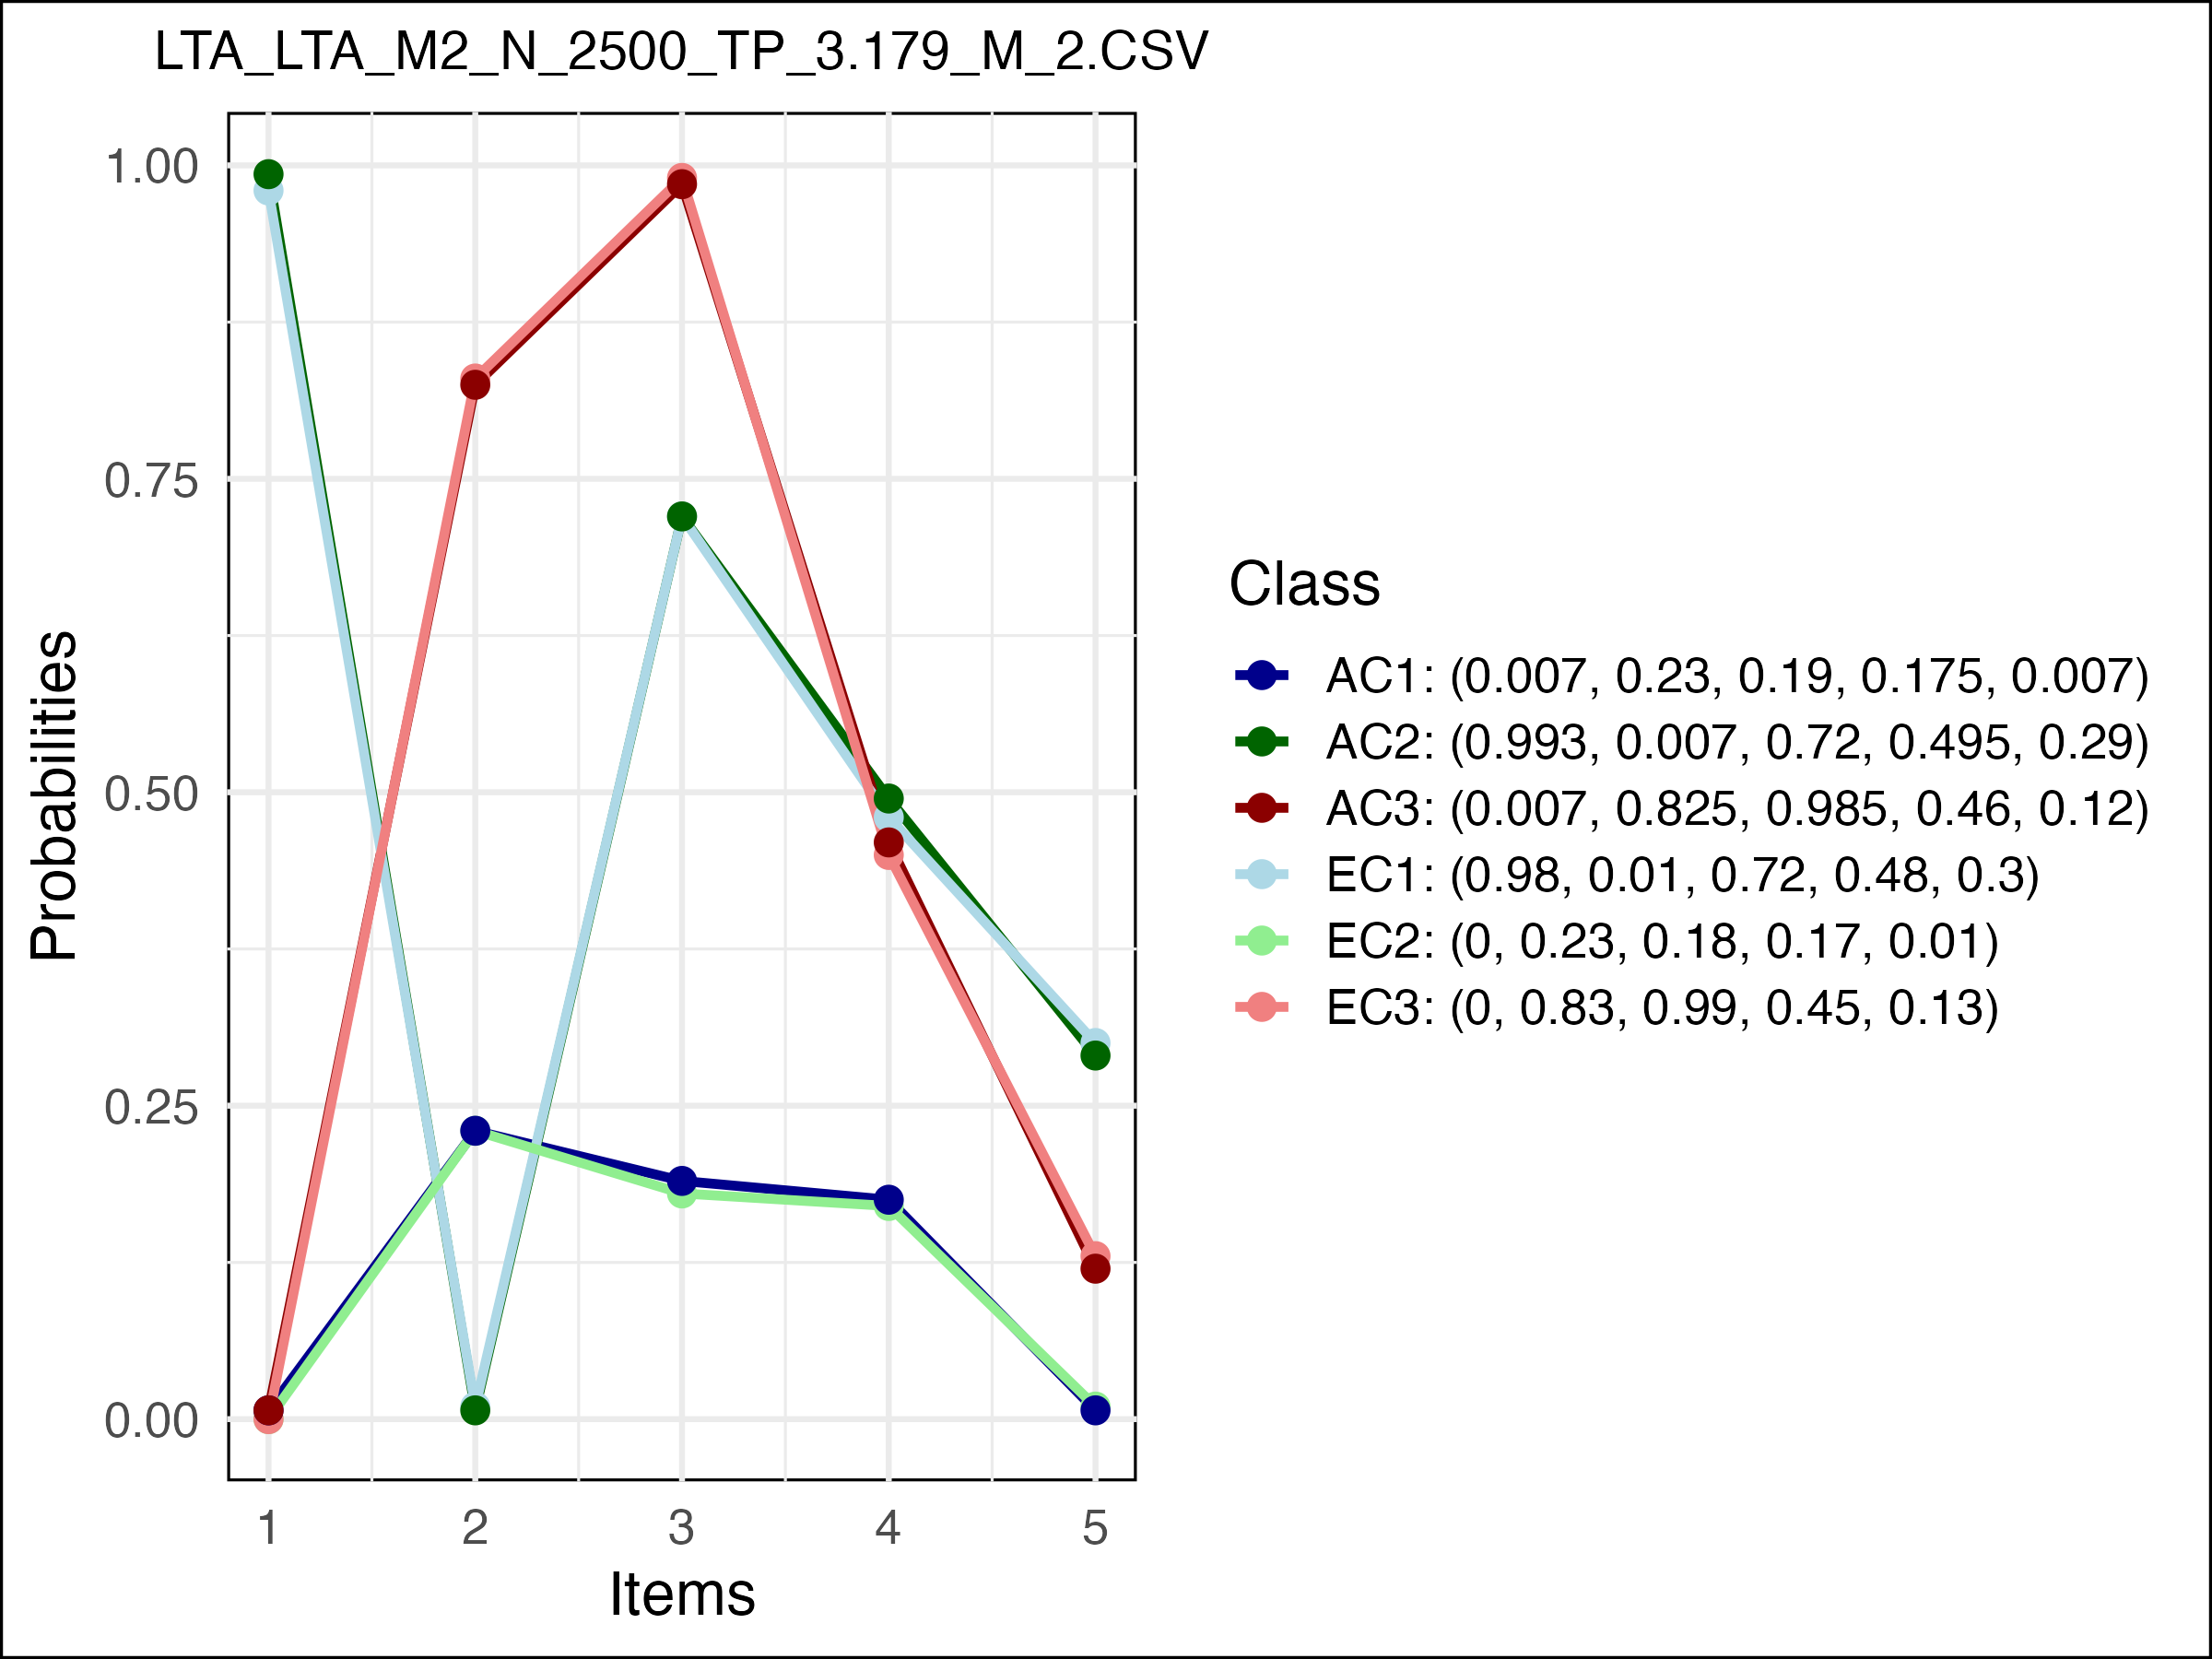 LTA_LTA_M2_N_2500_TP_3.179_M_2.CSV
1.00
0.75
0.50
0.25
0.00
Probabilities
1 2 3 4 5
Items
Class
AC1: (0.007, 0.23, 0.19, 0.175, 0.007)
AC2: (0.993, 0.007, 0.72, 0.495, 0.29)
AC3: (0.007, 0.825, 0.985, 0.46, 0.12)
EC1: (0.98, 0.01, 0.72, 0.48, 0.3)
EC2: (0, 0.23, 0.18, 0.17, 0.01)
EC3: (0, 0.83, 0.99, 0.45, 0.13)